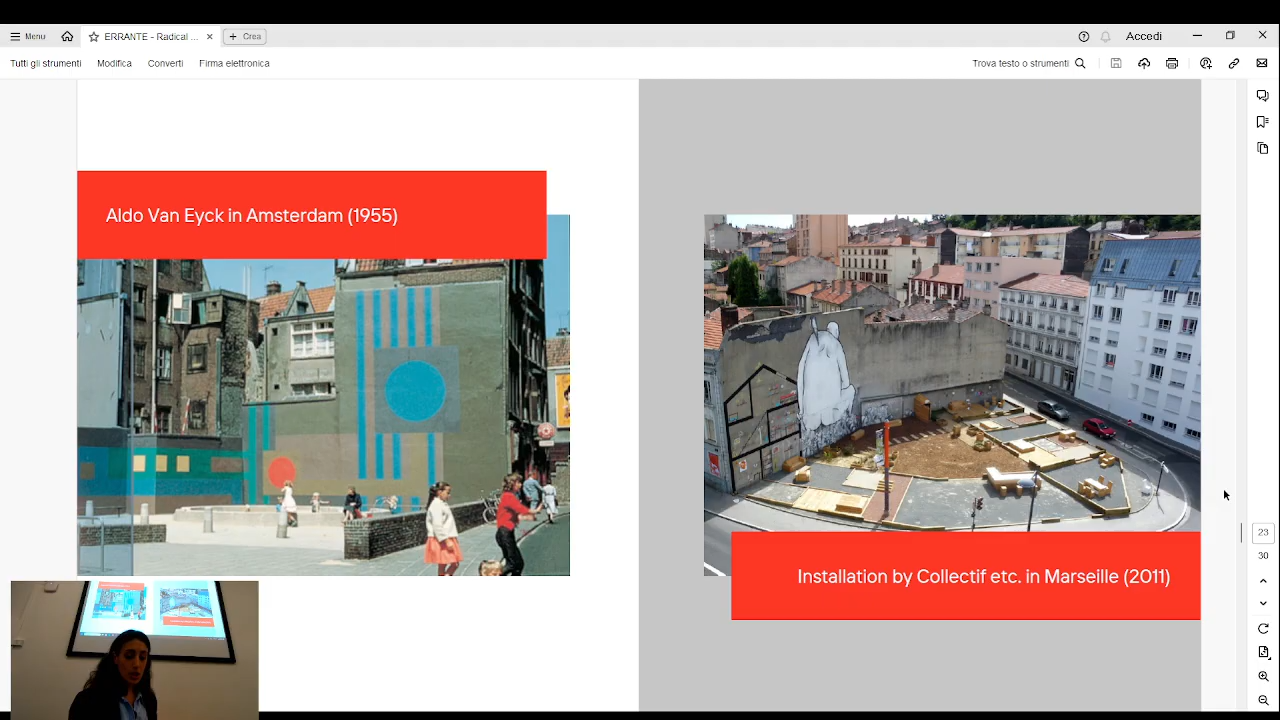 Menu
ERRANTE - Radical ...
Crea
Accedi
Tutti gli strumenti
Modifica
Converti
Firma elettronica
Trova testo o strumenti
Aldo Van Eyck in Amsterdam (1955)
Installation by Collectif etc. in Marseille (2011)
23
30